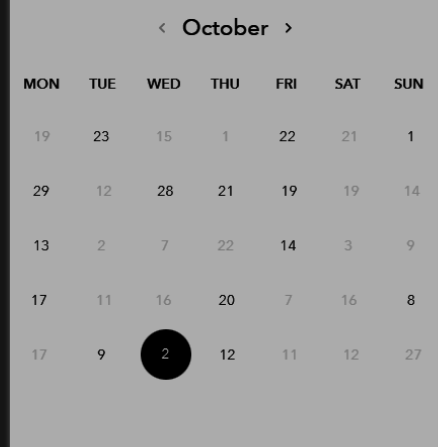 ‹ October ›
MON TUE WED THU FRI SAT SUN
19 23 15 1 22 21 1
29 12 28 21 19 19 14
13 2 7 22 14 3 9
17 11 16 20 7 16 8
17 9 2 12 11 12 27